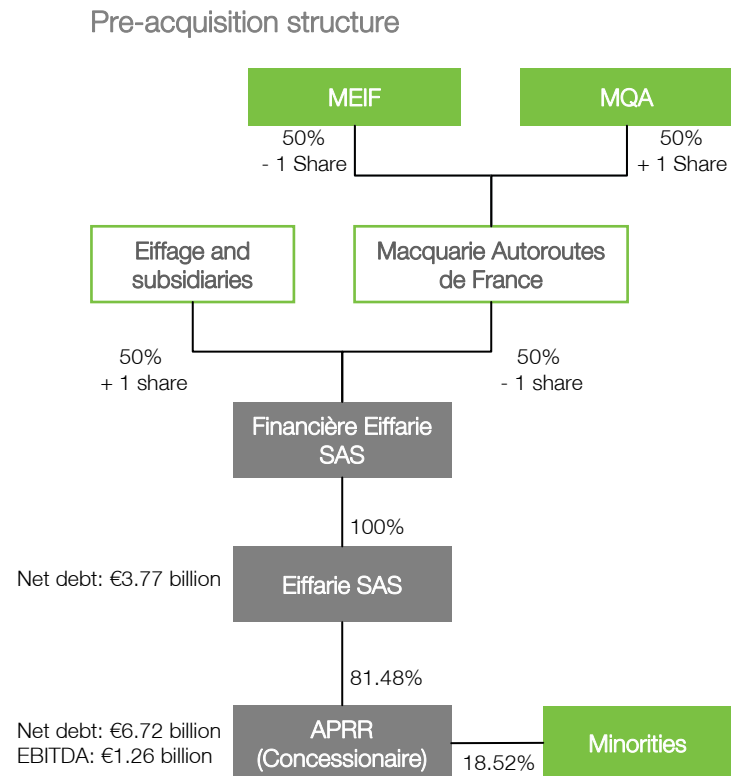 Pre-acquisition structure
MEIF
MQA
50%
- 1 Share
50%
+ 1 Share
Eiffage and
subsidiaries
Macquarie Autoroutes
de France
50%
+ 1 share
50%
- 1 share
Financière Eiffarie
SAS
100%
Net debt: €3.77 billion
Eiffarie SAS
81.48%
Net debt: €6.72 billion
EBITDA: €1.26 billion
APRR
(Concessionaire)
18.52%
Minorities